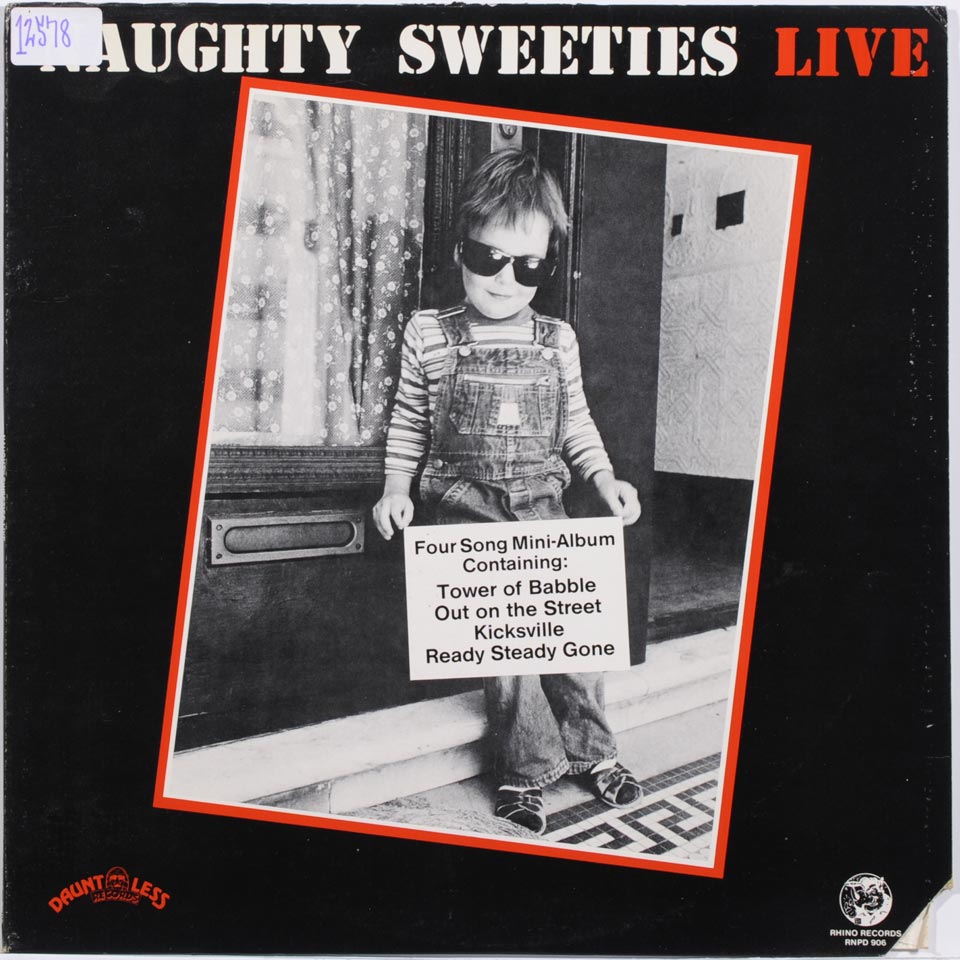 12578
NAUGHTY SWEETIES LIVE
Four Song Mini-Album
Containing:
Tower of Babble
Out on the Street
Kicksville
Ready Steady Gone
DAUNTLESS
RECORDS
RHINO RECORDS
RNPD 906